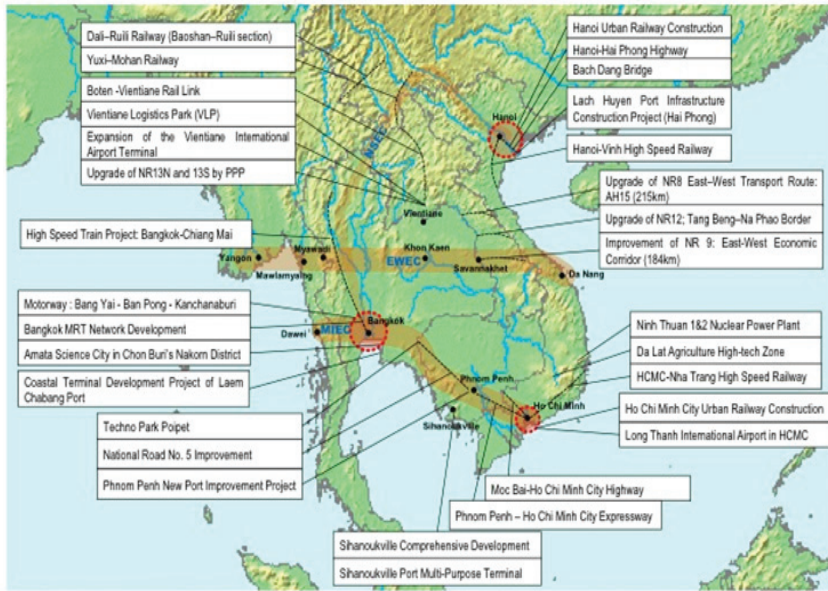 Dali–Ruili Railway (Baoshan–Ruili section)
Yuxi–Mohan Railway
Boten -Vientiane Rail Link
Vientiane Logistics Park (VLP)
Expansion of the Vientiane International
Airport Terminal
Upgrade of NR13N and 13S by PPP
High Speed Train Project: Bangkok-Chiang Mai
Motorway : Bang Yai - Ban Pong - Kanchanaburi
Bangkok MRT Network Development
Amata Science City in Chon Buri's Nakorn District
Coastal Terminal Development Project of Laem
Chabang Port
Techno Park Poipet
National Road No. 5 Improvement
Phnom Penh New Port Improvement Project
Hanoi Urban Railway Construction
Hanoi-Hai Phong Highway
Bach Dang Bridge
Lach Huyen Port Infrastructure
Construction Project (Hai Phong)
Hanoi-Vinh High Speed Railway
Upgrade of NR8 East–West Transport Route:
AH15 (215km)
Upgrade of NR12; Tang Beng–Na Phao Border
Improvement of NR 9: East-West Economic
Corridor (184km)
Ninh Thuan 1&2 Nuclear Power Plant
Da Lat Agriculture High-tech Zone
HCMC-Nha Trang High Speed Railway
Ho Chi Minh City Urban Railway Construction
Long Thanh International Airport in HCMC
Moc Bai-Ho Chi Minh City Highway
Phnom Penh – Ho Chi Minh City Expressway
Sihanoukville Comprehensive Development
Sihanoukville Port Multi-Purpose Terminal
NSEC
Hanoi
Vientiane
Yangon
Myawadi
Mawlamyaing
Khon Kaen
EWEC
Savannakhet
Da Nang
Dawei
MIEC
Bangkok
Phnom Penh
Ho Chi Minh
Sihanoukville